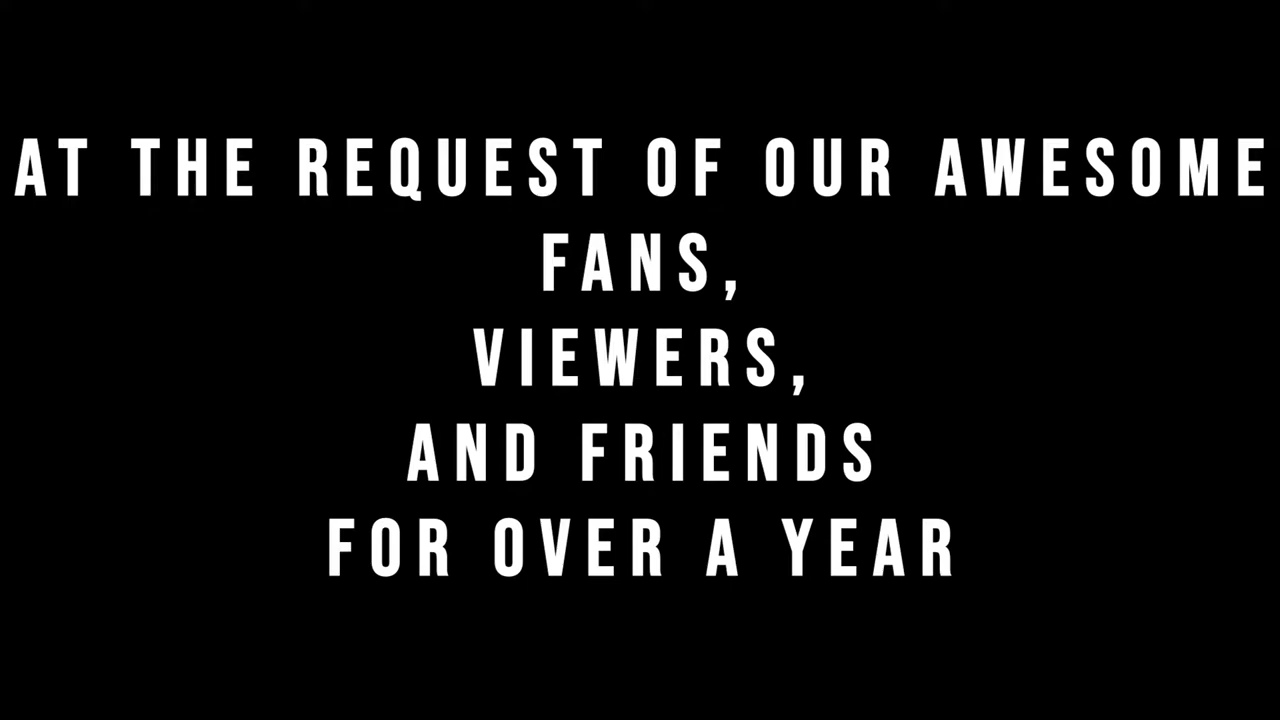 AT THE REQUEST OF OUR AWESOME
FANS,
VIEWERS,
AND FRIENDS
FOR OVER A YEAR